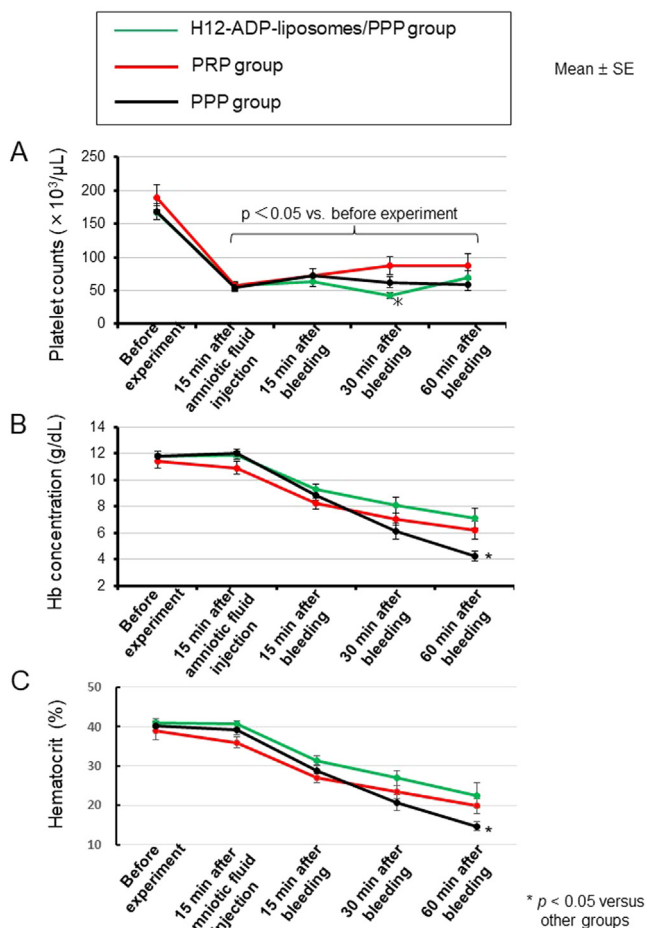 H12-ADP-liposomes/PPP group
PRP group
PPP group
Mean ± SE
A
Platelet counts (×10³/μL)
250
200
150
100
50
0
p<0.05 vs. before experiment
*
Before
experiment
15 min after
amniotic fluid
injection
15 min after
bleeding
30 min after
bleeding
60 min after
bleeding
B
Hb concentration (g/dL)
14
12
10
8
6
4
2
*
Before
experiment
15 min after
amniotic fluid
injection
15 min after
bleeding
30 min after
bleeding
60 min after
bleeding
C
Hematocrit (%)
50
40
30
20
10
*
Before
experiment
15 min after
mniotic fluid
injection
15 min after
bleeding
30 min after
bleeding
60 min after
bleeding
* p < 0.05 versus
other groups